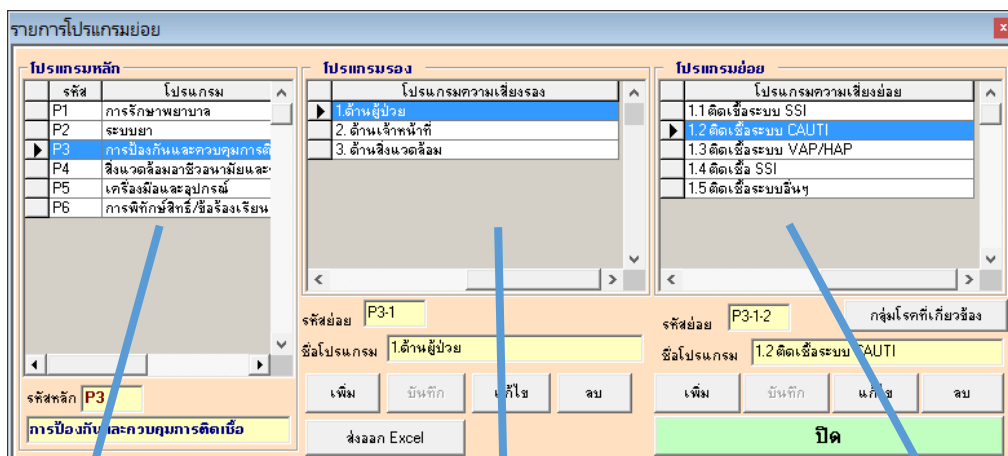 รายการโปรแกรมย่อย
โปรแกรมหลัก
รหัส โปรแกรม
P1 การรักษาพยาบาล
P2 ระบบยา
P3 การป้องกันและควบคุมการติ
P4 สิ่งแวดล้อมอาชีวอนามัยและ
P5 เครื่องมือและอุปกรณ์
P6 การพิทักษ์สิทธิ์/ข้อร้องเรียน
รหัสหลัก P3
การป้องกันและควบคุมการติดเชื้อ
โปรแกรมรอง
โปรแกรมความเสี่ยงรอง
1.ด้านผู้ป่วย
2. ด้านเจ้าหน้าที่
3. ด้านสิ่งแวดล้อม
รหัสย่อย P3-1
ชื่อโปรแกรม 1.ด้านผู้ป่วย
เพิ่ม บันทึก แก้ไข ลบ
ส่งออก Excel
โปรแกรมย่อย
โปรแกรมความเสี่ยงย่อย
1.1 ติดเชื้อระบบ SSI
1.2 ติดเชื้อระบบ CAUTI
1.3 ติดเชื้อระบบ VAP/HAP
1.4 ติดเชื้อ SSI
1.5 ติดเชื้อระบบอื่นๆ
รหัสย่อย P3-1-2 กลุ่มโรคที่เกี่ยวข้อง
ชื่อโปรแกรม 1.2 ติดเชื้อระบบ CAUTI
เพิ่ม บันทึก แก้ไข ลบ
ปิด